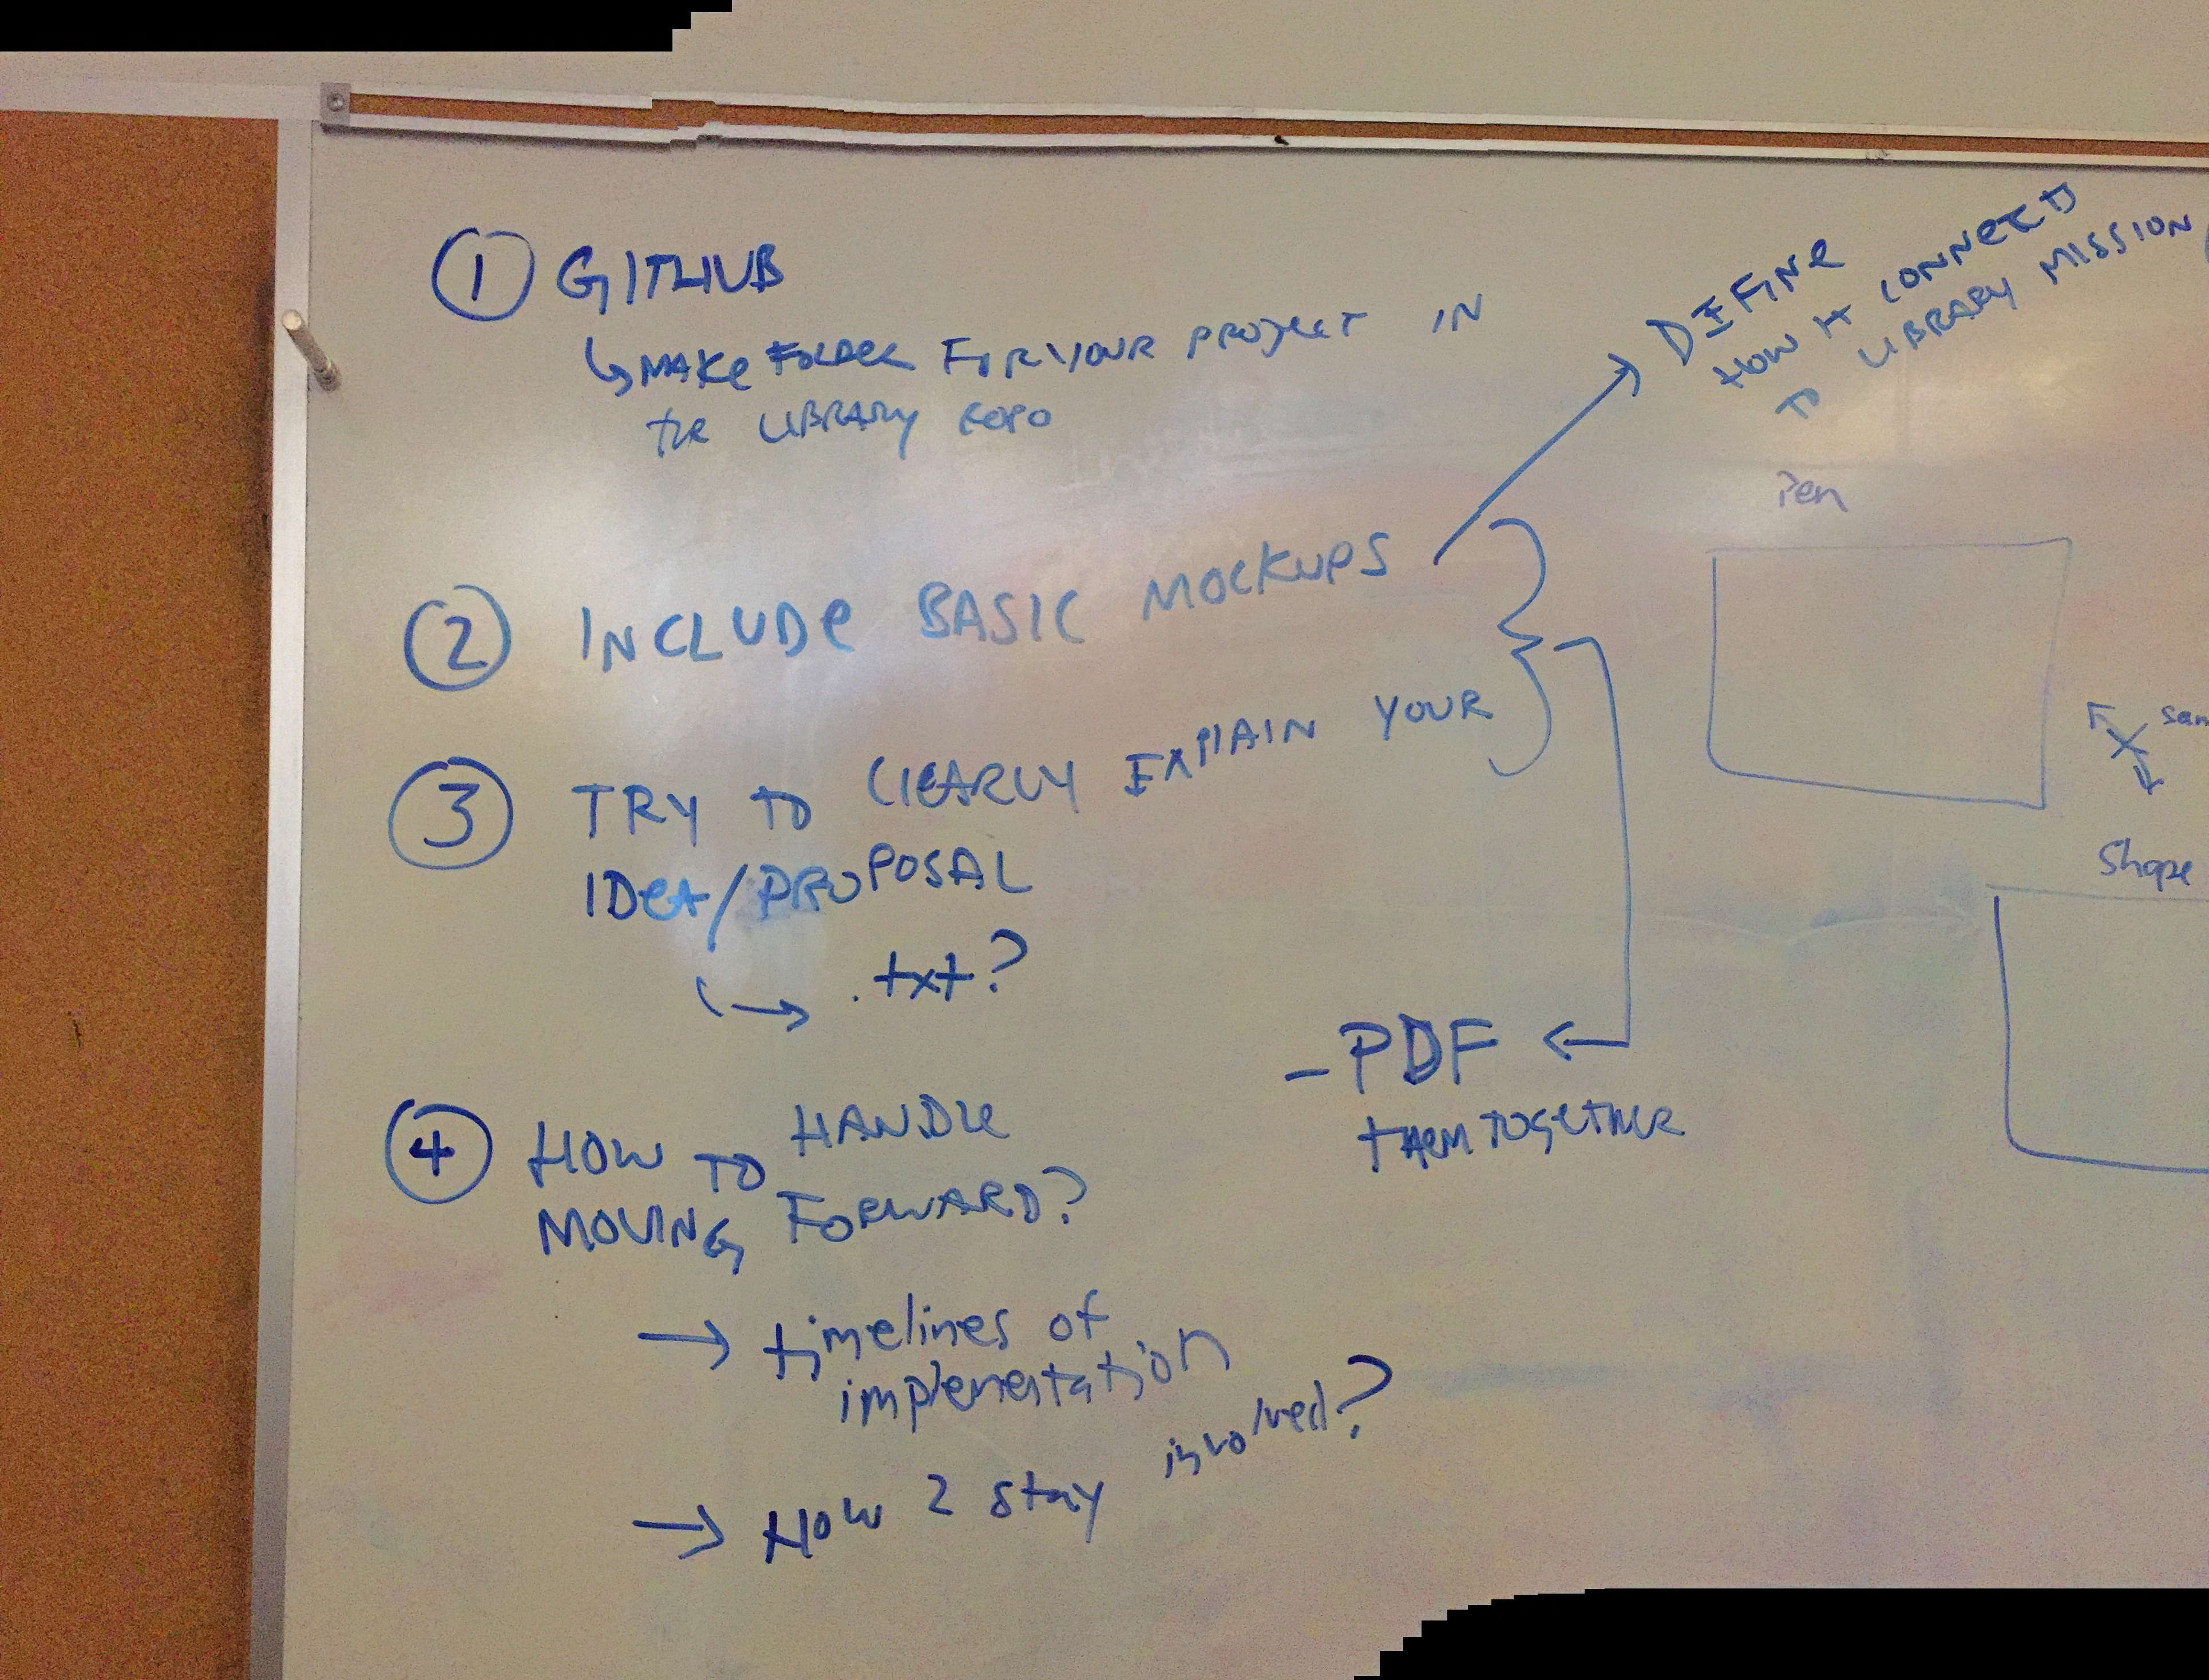 1 GITHUB
↳ MAKE FOLDER FOR YOUR PROJECT IN
THE LIBRARY REPO
2 INCLUDE BASIC MOCKUPS
DEFINE
HOW IT CONNECTS
TO LIBRARY MISSION
3 TRY TO CLEARLY EXPLAIN YOUR
IDEA/PROPOSAL
→ .txt?
- PDF ←
THEM TOGETHER
4 HOW TO HANDLE
MOVING FORWARD?
→ timelines of
implementation
→ How 2 stay involved?
Pen
Shape